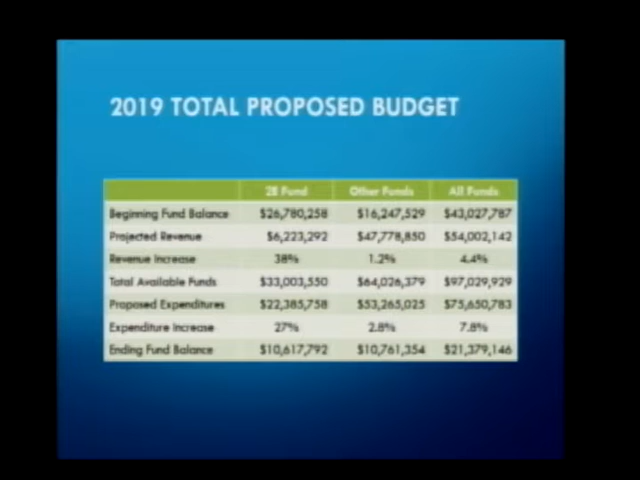 2019 TOTAL PROPOSED BUDGET
2B Fund Other Funds All Funds
Beginning Fund Balance $26,780,258 $16,247,529 $43,027,787
Projected Revenue $6,223,292 $47,778,850 $54,002,142
Revenue Increase 38% 1.2% 4.4%
Total Available Funds $33,003,550 $64,026,379 $97,029,929
Proposed Expenditures $22,385,758 $53,265,025 $75,650,783
Expenditure Increase 27% 2.8% 7.8%
Ending Fund Balance $10,617,792 $10,761,354 $21,379,146